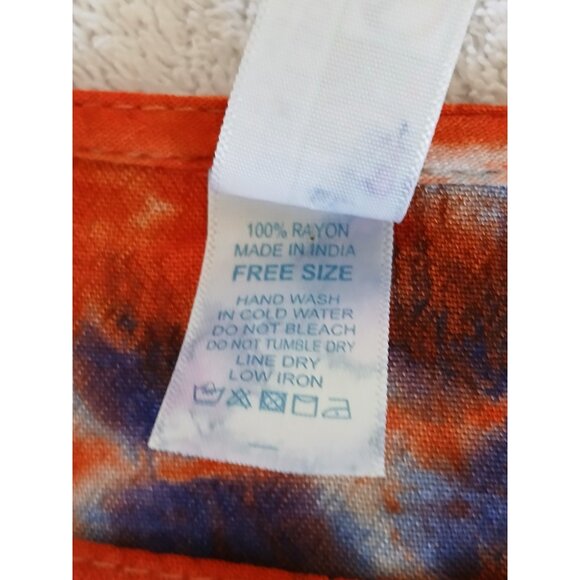 100% RAYON
MADE IN INDIA
FREE SIZE
HAND WASH
IN COLD WATER
DO NOT BLEACH
DO NOT TUMBLE DRY
LINE DRY
LOW IRON